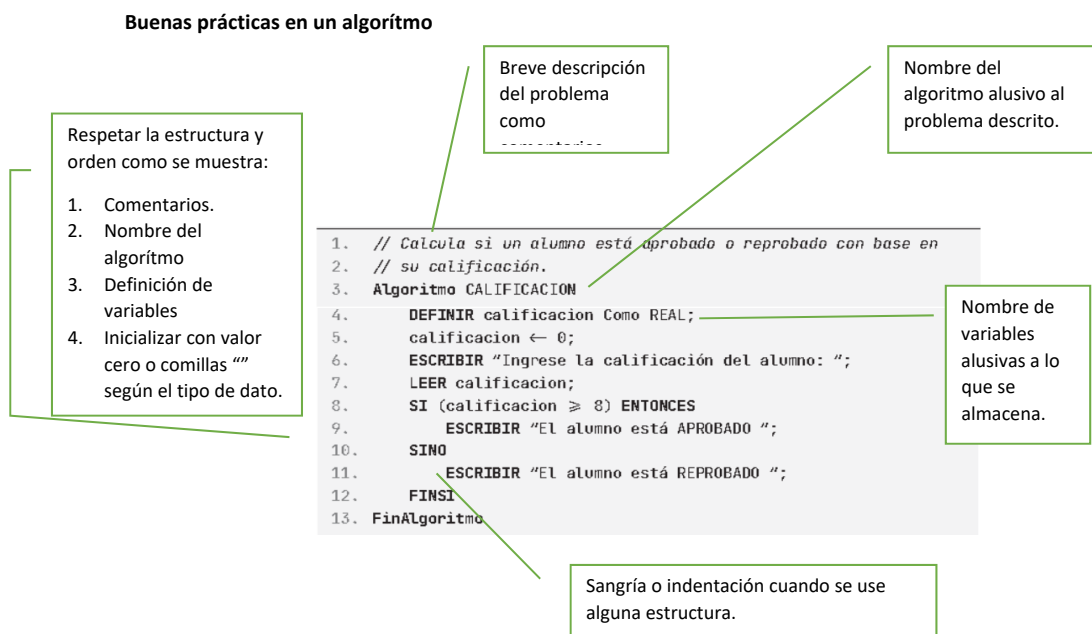 Buenas prácticas en un algorítmo
Breve descripción
del problema
como
Nombre del
algoritmo alusivo al
problema descrito.
Respetar la estructura y
orden como se muestra:
1. Comentarios.
2. Nombre del
algorítmo
3. Definición de
variables
4. Inicializar con valor
cero o comillas “”
según el tipo de dato.
1. // Calcula si un alumno está aprobado o reprobado con base en
2. // su calificación.
3. Algoritmo CALIFICACION
4. DEFINIR calificacion Como REAL;
5. calificacion ← 0;
6. ESCRIBIR “Ingrese la calificación del alumno: ”;
7. LEER calificacion;
8. SI (calificacion ⩾ 8) ENTONCES
9. ESCRIBIR “El alumno está APROBADO ”;
10. SINO
11. ESCRIBIR “El alumno está REPROBADO ”;
12. FINSI
13. FinAlgoritmo
Nombre de
variables
alusivas a lo
que se
almacena.
Sangría o indentación cuando se use
alguna estructura.